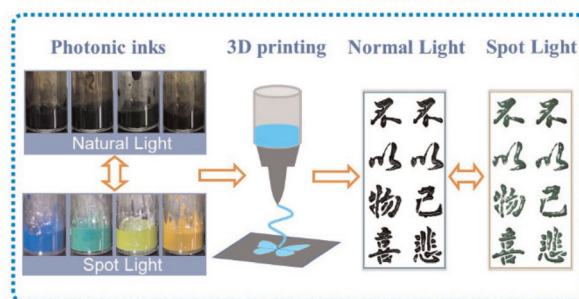 Photonic inks
Natural Light
Spot Light
3D printing
Normal Light
不以物喜
不以己悲
Spot Light
不以物喜
不以己悲